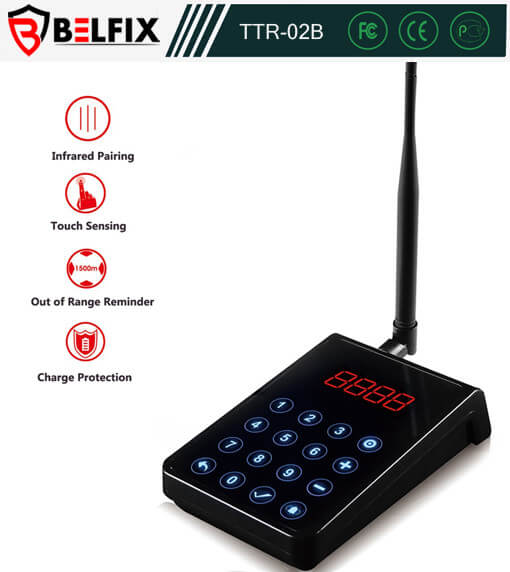 BELFIX
TTR-02B
FC CE P
Infrared Pairing
Touch Sensing
1500m
Out of Range Reminder
Charge Protection
8888
1 2 3
4 5 6 +
7 8 9 −
0